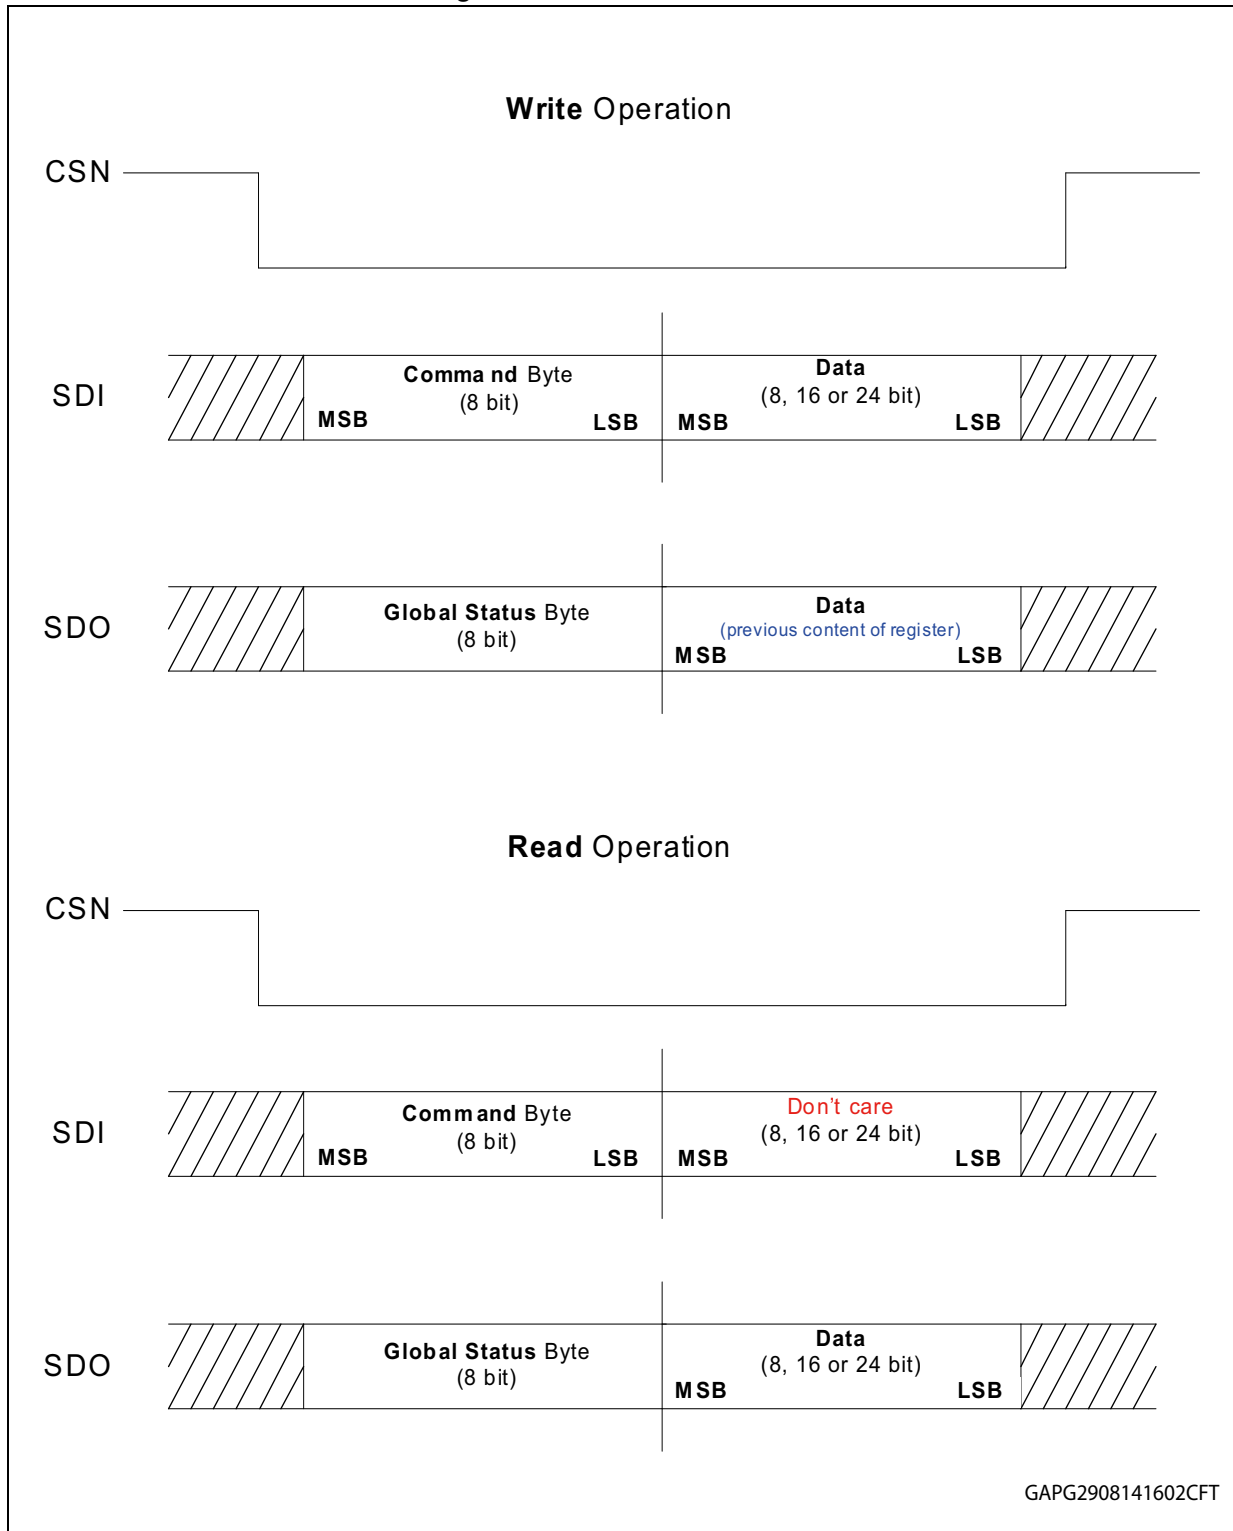 Write Operation
CSN
SDI
Command Byte
(8 bit)
MSB
LSB
Data
(8, 16 or 24 bit)
MSB
LSB
SDO
Global Status Byte
(8 bit)
Data
(previous content of register)
MSB
LSB
Read Operation
CSN
SDI
Command Byte
(8 bit)
MSB
LSB
Don't care
(8, 16 or 24 bit)
MSB
LSB
SDO
Global Status Byte
(8 bit)
Data
(8, 16 or 24 bit)
MSB
LSB
GAPG2908141602CFT